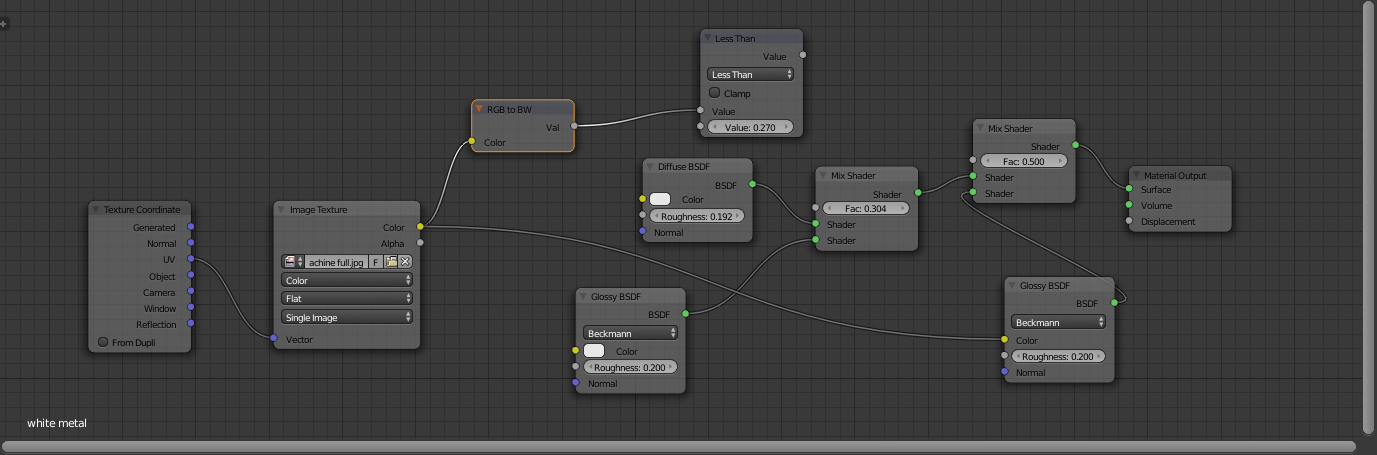 Texture Coordinate
Generated
Normal
UV
Object
Camera
Window
Reflection
From Dupli
Image Texture
Color
Alpha
achine full.jpg
F
Color
Flat
Single Image
Vector
RGB to BW
Val
Color
Less Than
Value
Less Than
Clamp
Value
Value: 0.270
Diffuse BSDF
BSDF
Color
Roughness: 0.192
Normal
Glossy BSDF
BSDF
Beckmann
Color
Roughness: 0.200
Normal
Mix Shader
Shader
Fac: 0.304
Shader
Shader
Mix Shader
Shader
Fac: 0.500
Shader
Shader
Glossy BSDF
BSDF
Beckmann
Color
Roughness: 0.200
Normal
Material Output
Surface
Volume
Displacement
white metal